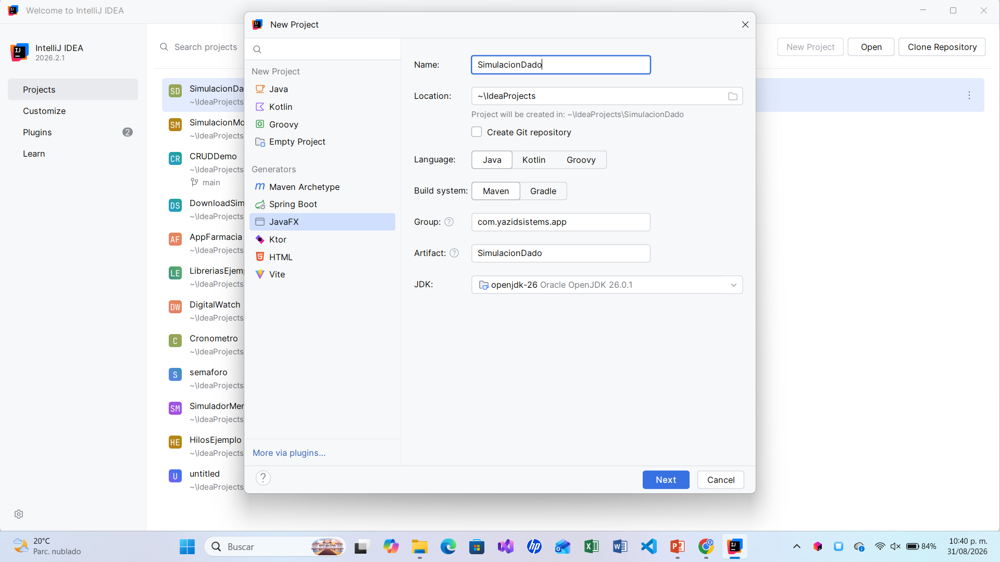 Welcome to IntelliJ IDEA
IntelliJ IDEA
2026.2.1
Projects
Customize
Plugins
2
Learn
Search projects
New Project
Open
Clone Repository
SD
SimulacionDa
~\IdeaProjects
SM
SimulacionMo
~\IdeaProjects
CR
CRUDDemo
~\IdeaProjects
main
DS
DownloadSim
~\IdeaProjects
AF
AppFarmacia
~\IdeaProjects
LE
LibreriasEjem
~\IdeaProjects
DW
DigitalWatch
~\IdeaProjects
C
Cronometro
~\IdeaProjects
S
semaforo
~\IdeaProjects
SM
SimuladorMer
~\IdeaProjects
HE
HilosEjemplo
~\IdeaProjects
U
untitled
~\IdeaProjects
New Project
New Project
Java
Kotlin
Groovy
Empty Project
Generators
Maven Archetype
Spring Boot
JavaFX
Ktor
HTML
Vite
More via plugins...
Name:
SimulacionDado
Location:
~\IdeaProjects
Project will be created in: ~\IdeaProjects\SimulacionDado
Create Git repository
Language:
Java
Kotlin
Groovy
Build system:
Maven
Gradle
Group:
com.yazidsistems.app
Artifact:
SimulacionDado
JDK:
openjdk-26 Oracle OpenJDK 26.0.1
?
Next
Cancel
20°C
Parc. nublado
Buscar
84%
10:40 p. m.
31/08/2026